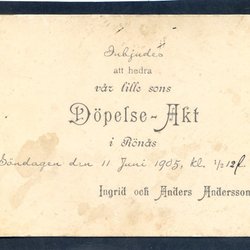 Inbjudes
att hedra
vår lille sons
Döpelse-Akt
i Rönäs
Söndagen den 11 Juni 1905, kl. 1/2 12 f
Ingrid och Anders Andersson